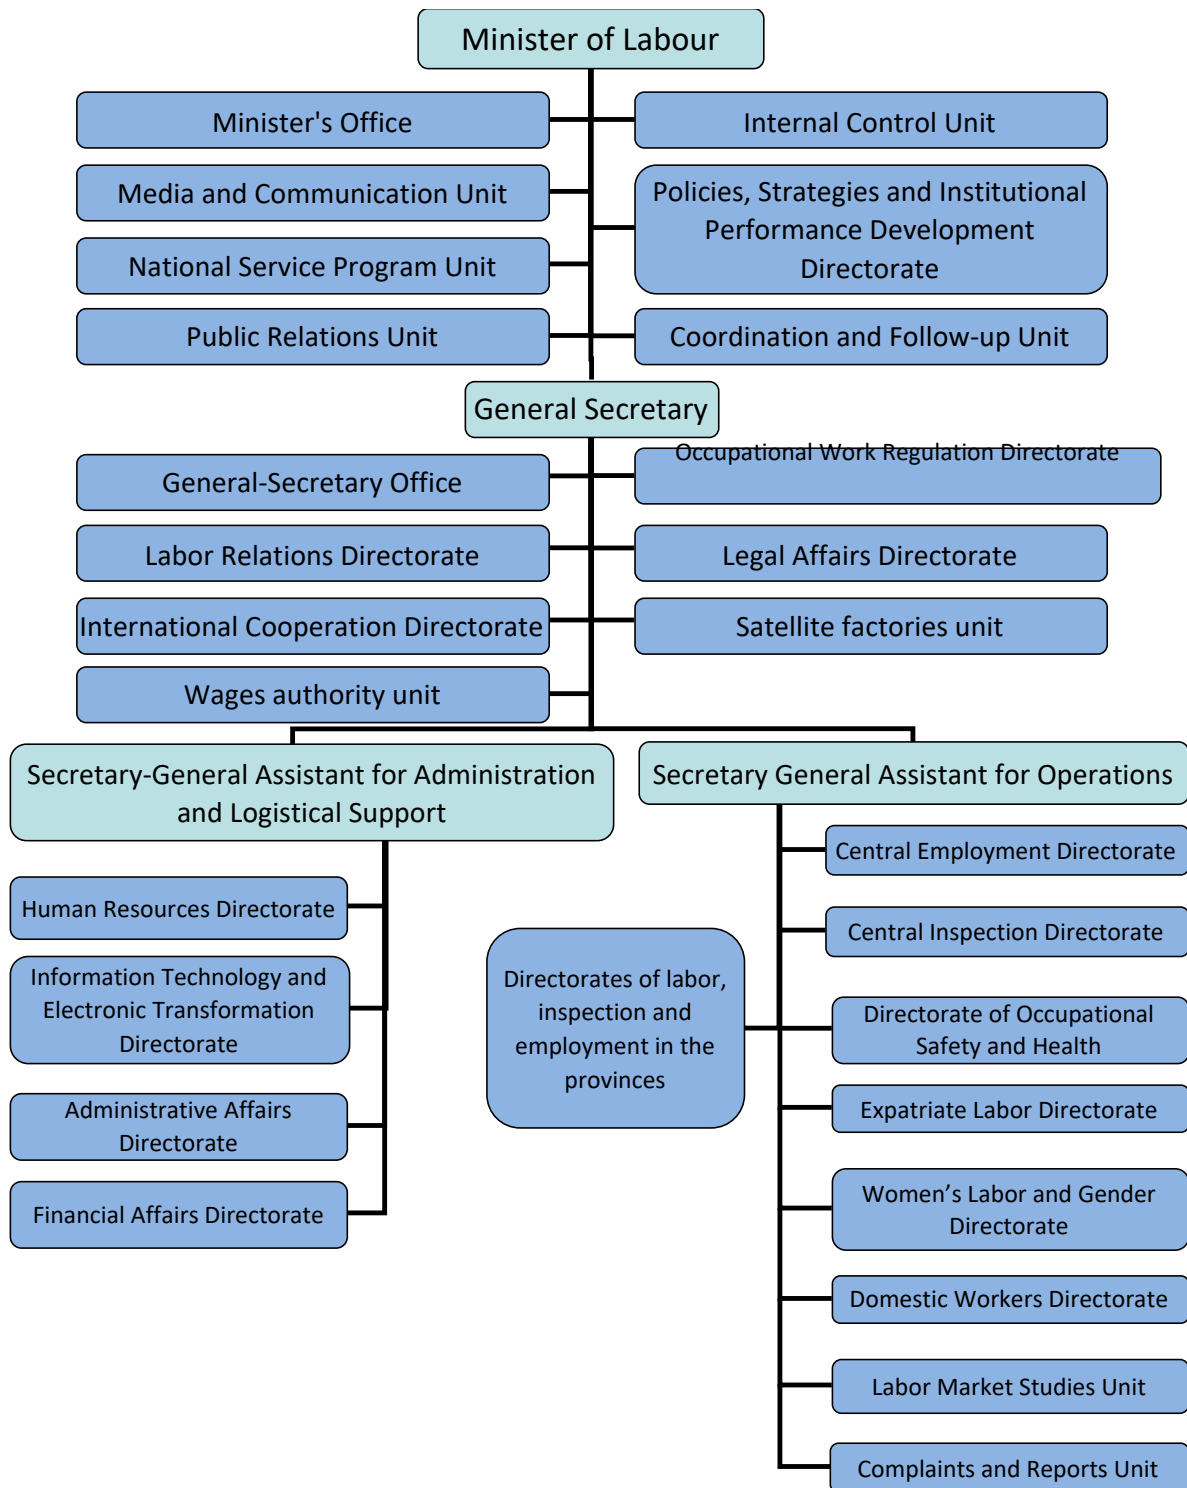 Minister of Labour
Minister's Office
Internal Control Unit
Media and Communication Unit
Policies, Strategies and Institutional
Performance Development
Directorate
National Service Program Unit
Public Relations Unit
Coordination and Follow-up Unit
General Secretary
General-Secretary Office
Occupational Work Regulation Directorate
Labor Relations Directorate
Legal Affairs Directorate
International Cooperation Directorate
Satellite factories unit
Wages authority unit
Secretary-General Assistant for Administration
and Logistical Support
Human Resources Directorate
Information Technology and
Electronic Transformation
Directorate
Administrative Affairs
Directorate
Financial Affairs Directorate
Secretary General Assistant for Operations
Directorates of labor,
inspection and
employment in the
provinces
Central Employment Directorate
Central Inspection Directorate
Directorate of Occupational
Safety and Health
Expatriate Labor Directorate
Women’s Labor and Gender
Directorate
Domestic Workers Directorate
Labor Market Studies Unit
Complaints and Reports Unit